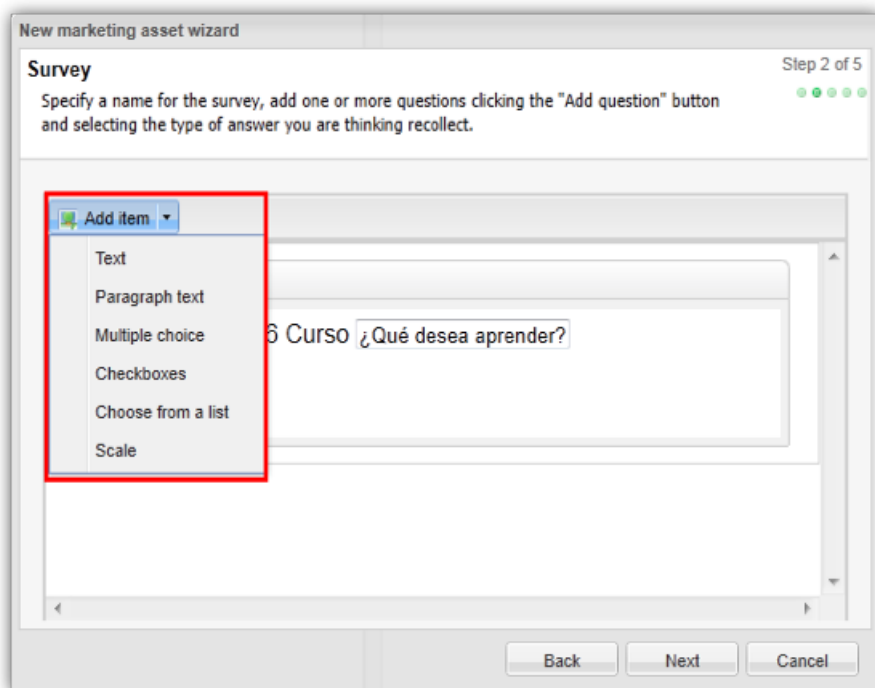 New marketing asset wizard
Survey
Step 2 of 5
Specify a name for the survey, add one or more questions clicking the "Add question" button
and selecting the type of answer you are thinking recollect.
Add item
Text
Paragraph text
Multiple choice
6 Curso ¿Qué desea aprender?
Checkboxes
Choose from a list
Scale
Back
Next
Cancel